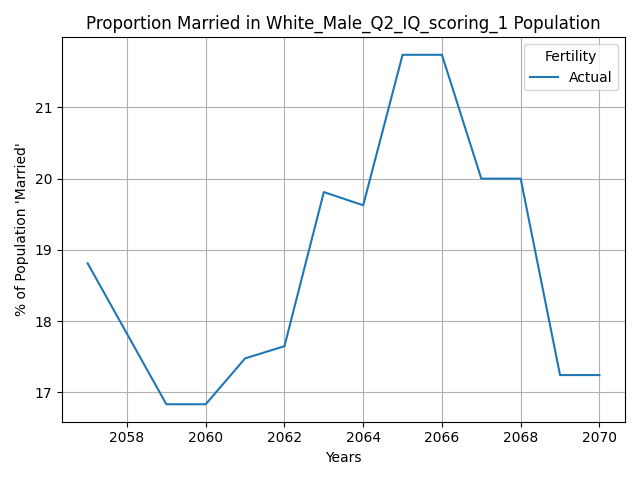 Proportion Married in White_Male_Q2_IQ_scoring_1 Population
Fertility
Actual
% of Population 'Married'
21
20
19
18
17
2058 2060 2062 2064 2066 2068 2070
Years